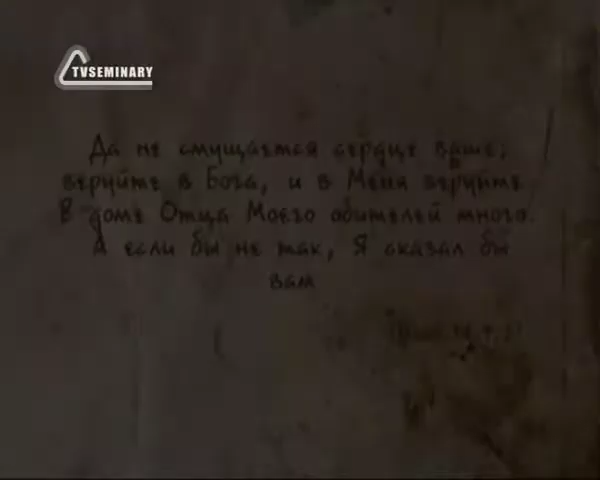 TVSEMINARY
Да не смущается сердце ваше;
веруйте в Бога, и в Меня веруйте.
В доме Отца Моего обителей много.
А если бы не так, Я сказал бы
вам